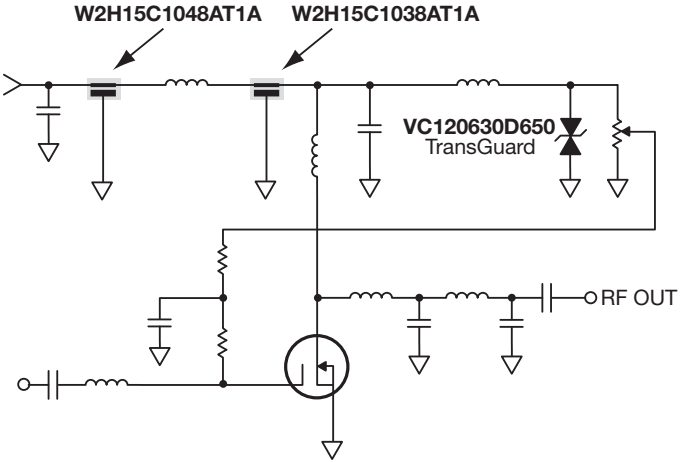 W2H15C1048AT1A
W2H15C1038AT1A
VC120630D650
TransGuard
RF OUT